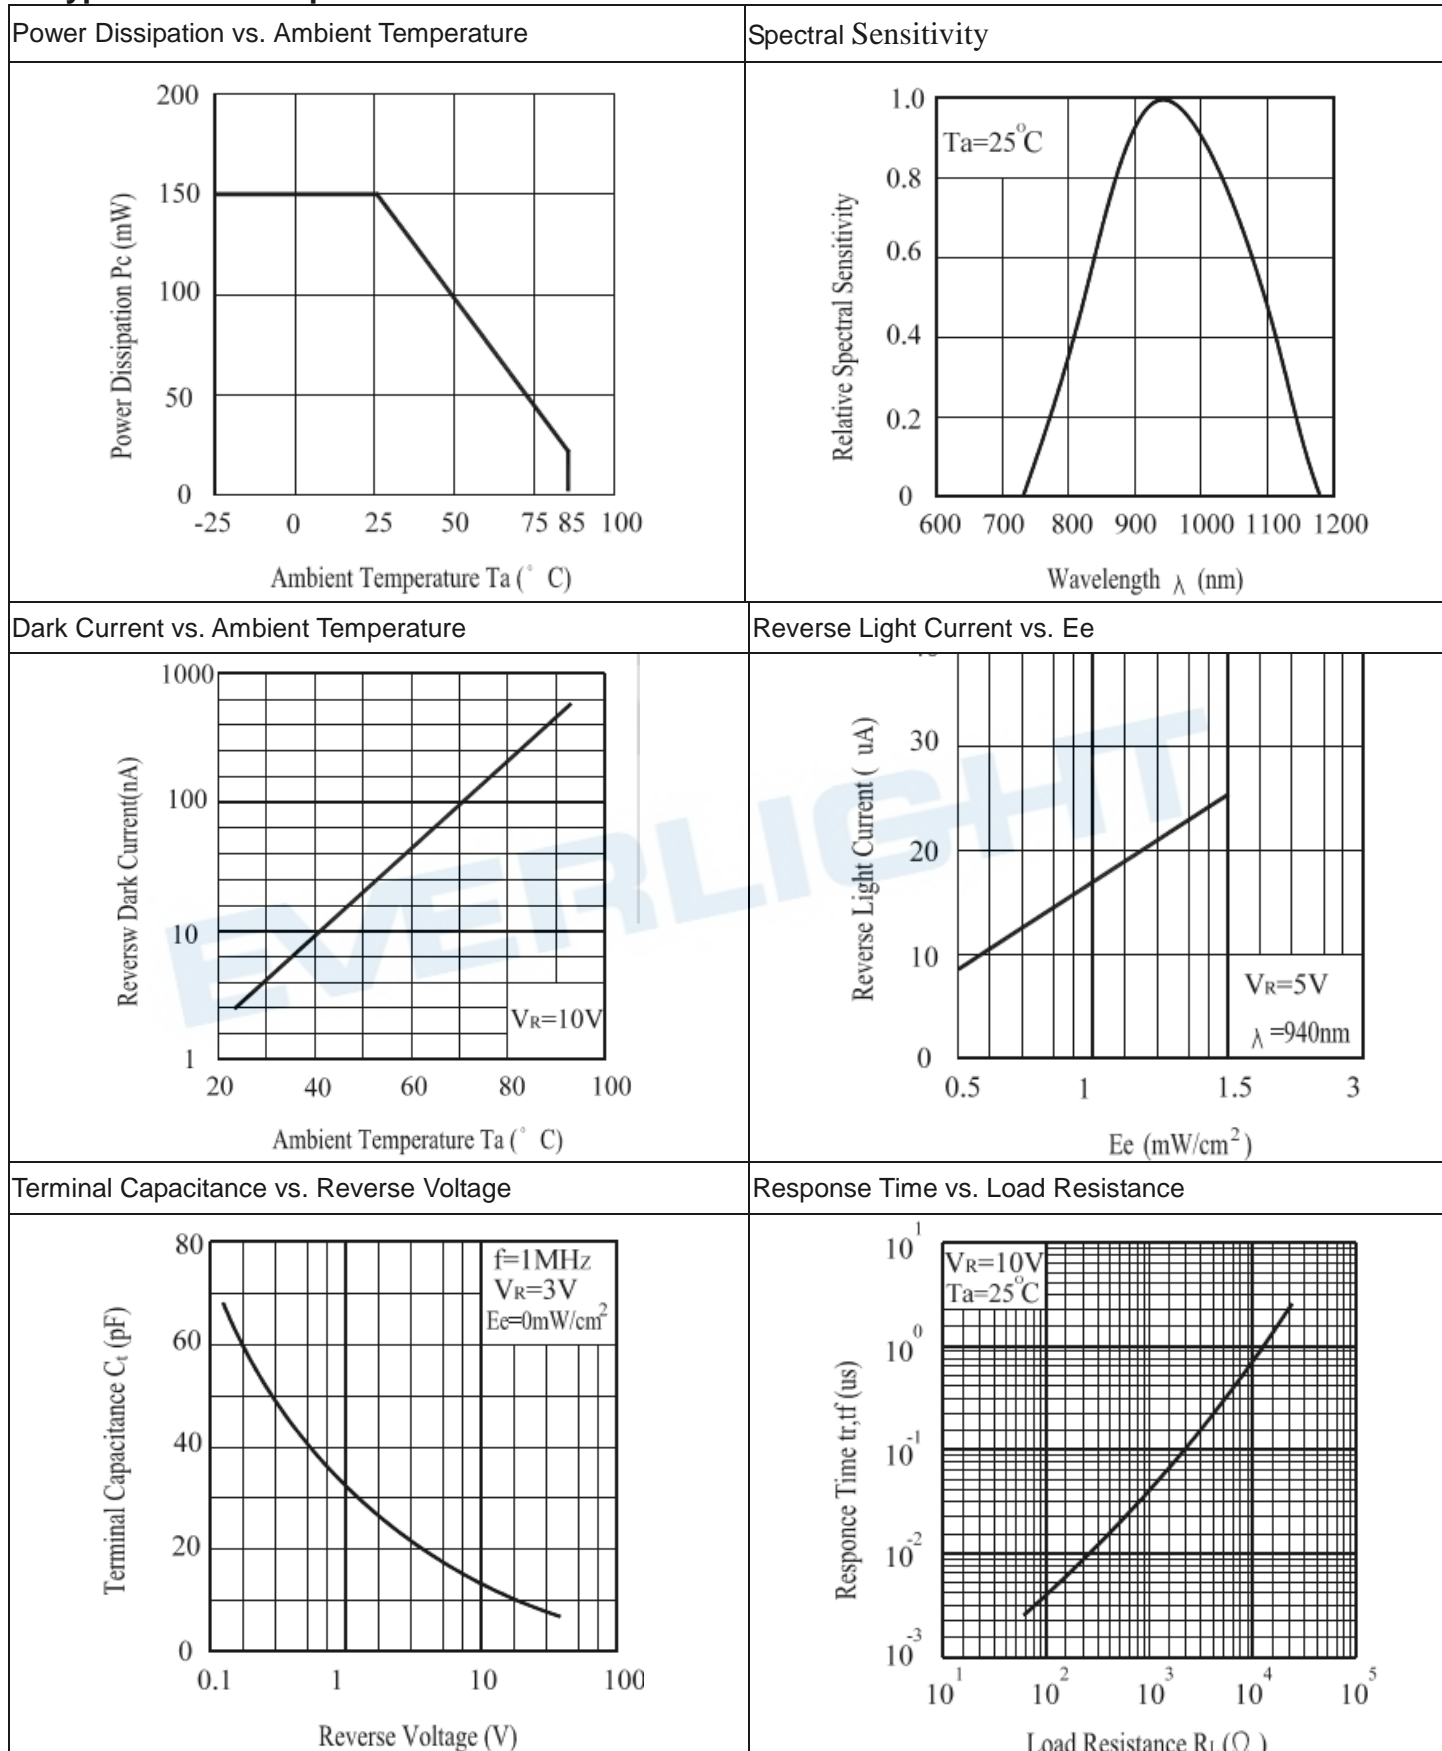 Power Dissipation vs. Ambient Temperature
Spectral Sensitivity
200
150
100
50
0
-25 0 25 50 75 85 100
Power Dissipation Pc (mW)
Ambient Temperature Ta (° C)
1.0
0.8
0.6
0.4
0.2
0
Ta=25°C
600 700 800 900 1000 1100 1200
Relative Spectral Sensitivity
Wavelength λ (nm)
Dark Current vs. Ambient Temperature
Reverse Light Current vs. Ee
1000
100
10
1
VR=10V
20 40 60 80 100
Reversw Dark Current(nA)
Ambient Temperature Ta (° C)
30
20
10
0
VR=5V
λ =940nm
0.5 1 1.5 3
Reverse Light Current ( uA)
Ee (mW/cm²)
EVERLIGHT
Terminal Capacitance vs. Reverse Voltage
Response Time vs. Load Resistance
80
60
40
20
0
f=1MHz
VR=3V
Ee=0mW/cm²
0.1 1 10 100
Terminal Capacitance Ct (pF)
Reverse Voltage (V)
10¹
10⁰
10⁻¹
10⁻²
10⁻³
VR=10V
Ta=25°C
10¹ 10² 10³ 10⁴ 10⁵
Responce Time tr,tf (us)
Load Resistance RL (Ω )